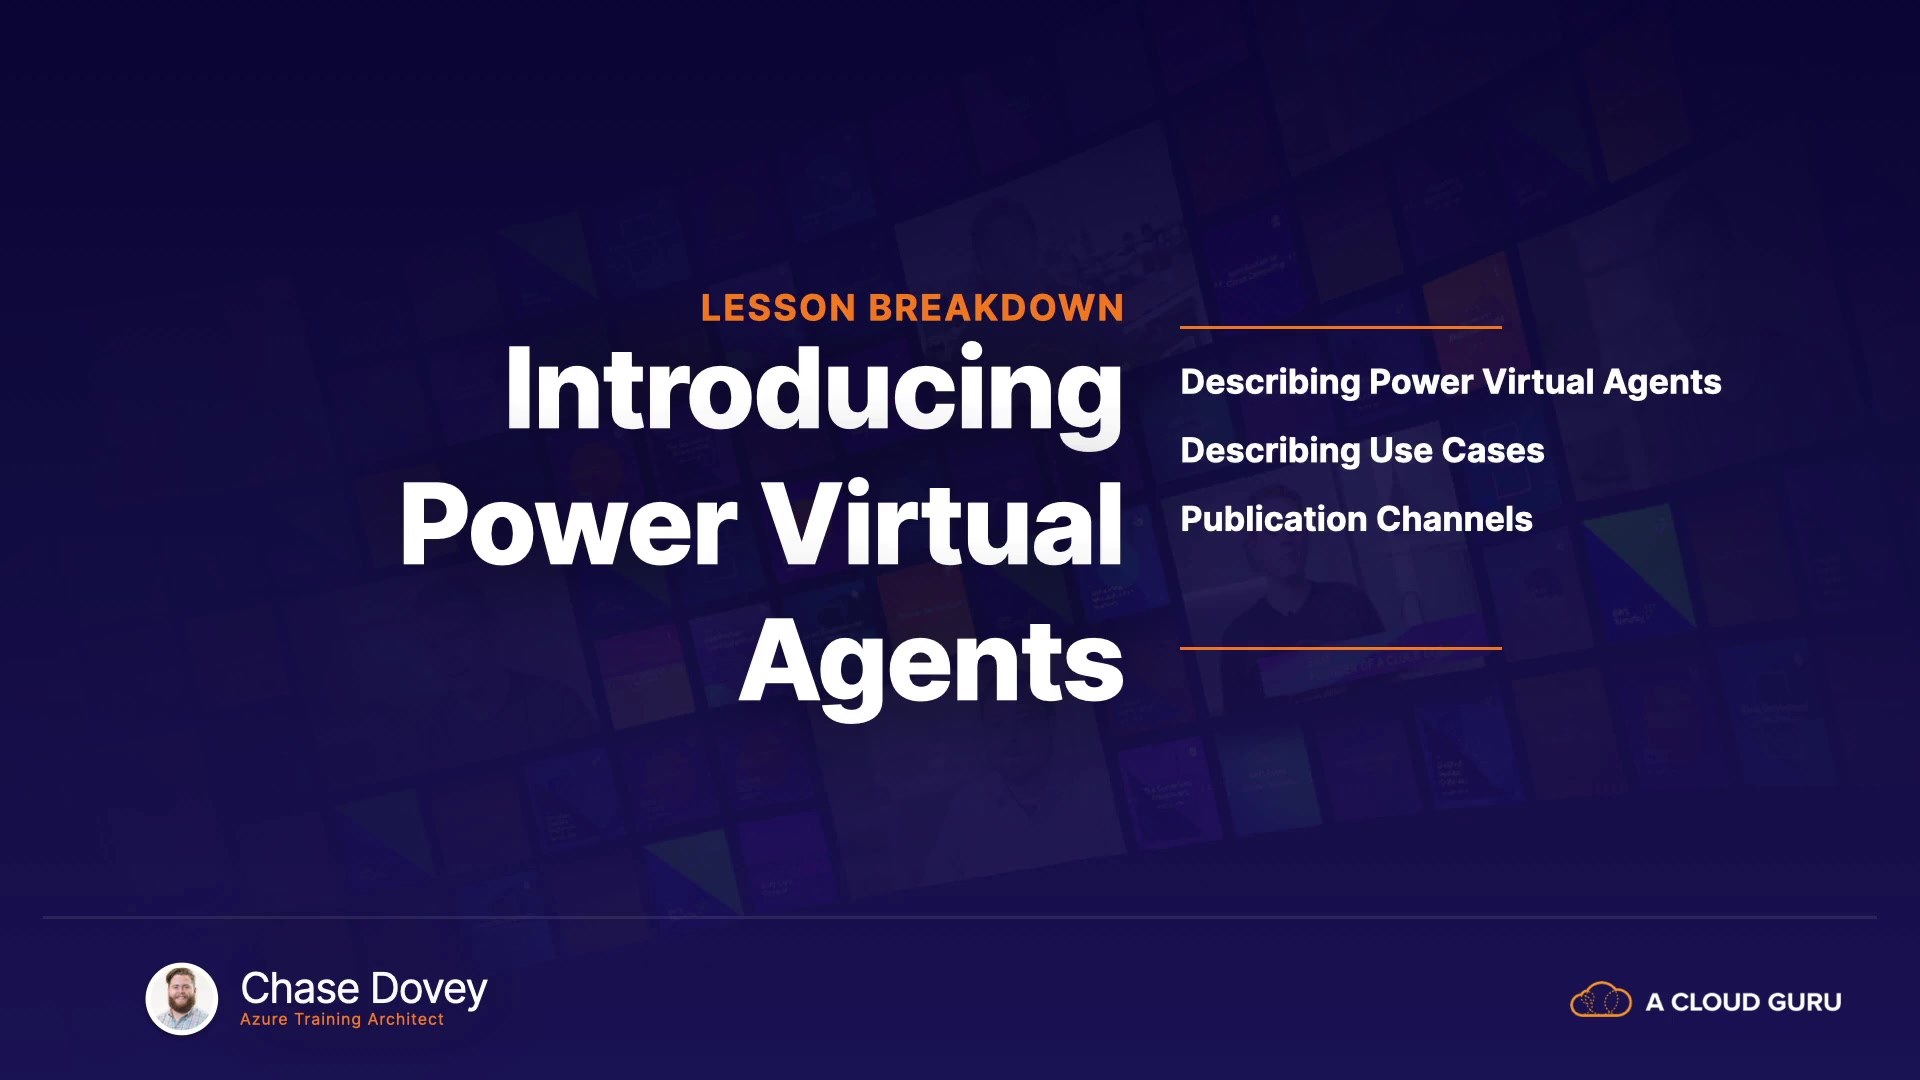 LESSON BREAKDOWN
Introducing
Power Virtual
Agents
Describing Power Virtual Agents
Describing Use Cases
Publication Channels
Chase Dovey
Azure Training Architect
A CLOUD GURU